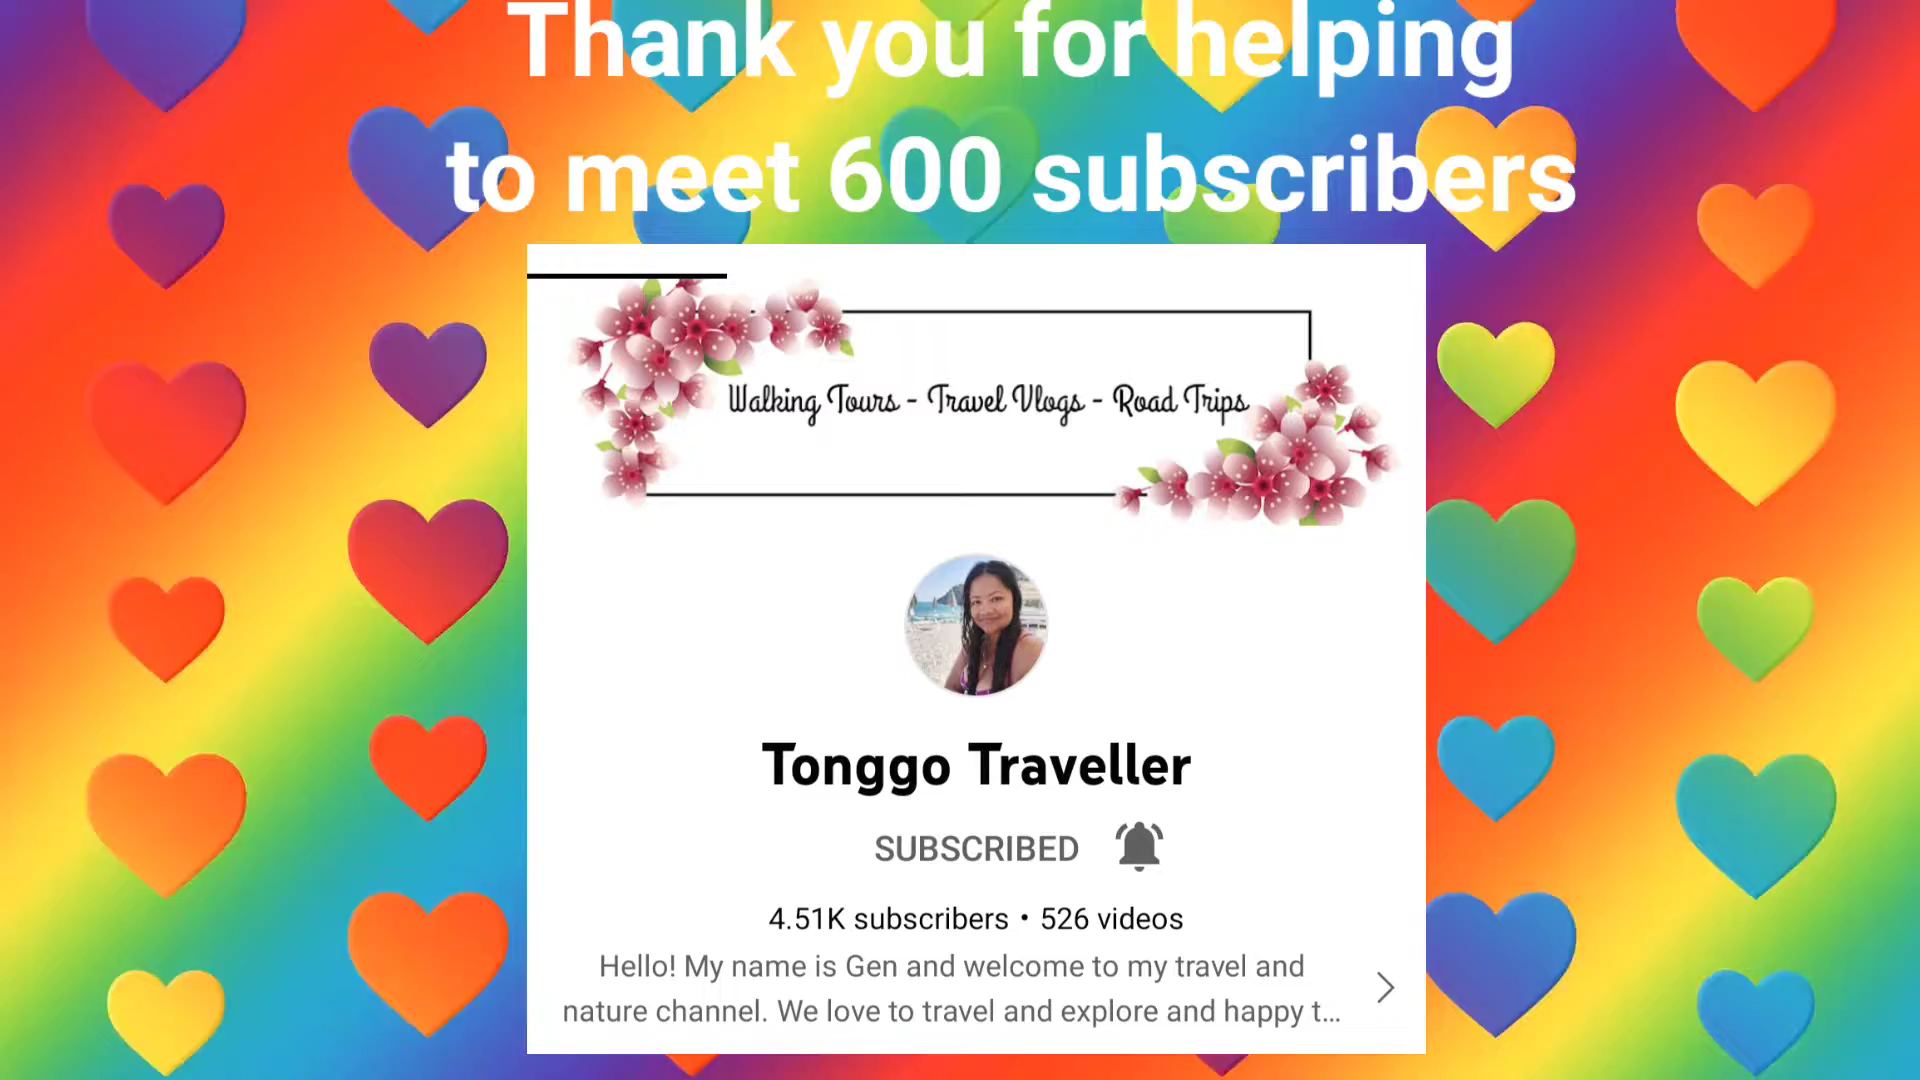 Thank you for helping
to meet 600 subscribers
Walking Tours - Travel Vlogs - Road Trips
Tonggo Traveller
SUBSCRIBED
4.51K subscribers • 526 videos
Hello! My name is Gen and welcome to my travel and
nature channel. We love to travel and explore and happy t...